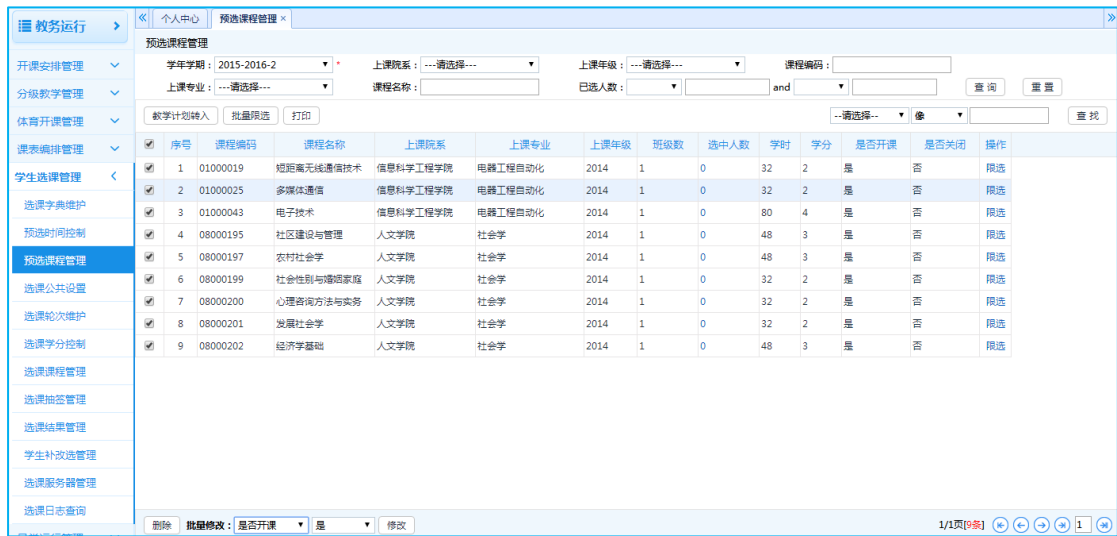 教务运行
开课安排管理
分级教学管理
体育开课管理
课表编排管理
学生选课管理
选课字典维护
预选时间控制
预选课程管理
选课公共设置
选课轮次维护
选课学分控制
选课课程管理
选课抽签管理
选课结果管理
学生补改选管理
选课服务器管理
选课日志查询
个人中心 预选课程管理 ×
预选课程管理
学年学期： 2015-2016-2 * 上课院系： ---请选择--- 上课年级： ---请选择--- 课程编码：
上课专业： ---请选择--- 课程名称： 已选人数： and 查询 重置
教学计划转入 批量限选 打印 --请选择-- 像 查找
序号 课程编码 课程名称 上课院系 上课专业 上课年级 班级数 选中人数 学时 学分 是否开课 是否关闭 操作
1 01000019 短距离无线通信技术 信息科学工程学院 电器工程自动化 2014 1 0 32 2 是 否 限选
2 01000025 多媒体通信 信息科学工程学院 电器工程自动化 2014 1 0 32 2 是 否 限选
3 01000043 电子技术 信息科学工程学院 电器工程自动化 2014 1 0 80 4 是 否 限选
4 08000195 社区建设与管理 人文学院 社会学 2014 1 0 48 3 是 否 限选
5 08000197 农村社会学 人文学院 社会学 2014 1 0 48 3 是 否 限选
6 08000199 社会性别与婚姻家庭 人文学院 社会学 2014 1 0 32 2 是 否 限选
7 08000200 心理咨询方法与实务 人文学院 社会学 2014 1 0 32 2 是 否 限选
8 08000201 发展社会学 人文学院 社会学 2014 1 0 32 2 是 否 限选
9 08000202 经济学基础 人文学院 社会学 2014 1 0 48 3 是 否 限选
删除 批量修改： 是否开课 是 修改 1/1页[9条] 1